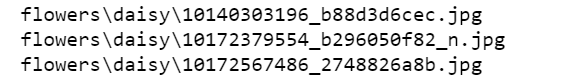 flowers\daisy\10140303196_b88d3d6cec.jpg
flowers\daisy\10172379554_b296050f82_n.jpg
flowers\daisy\10172567486_2748826a8b.jpg